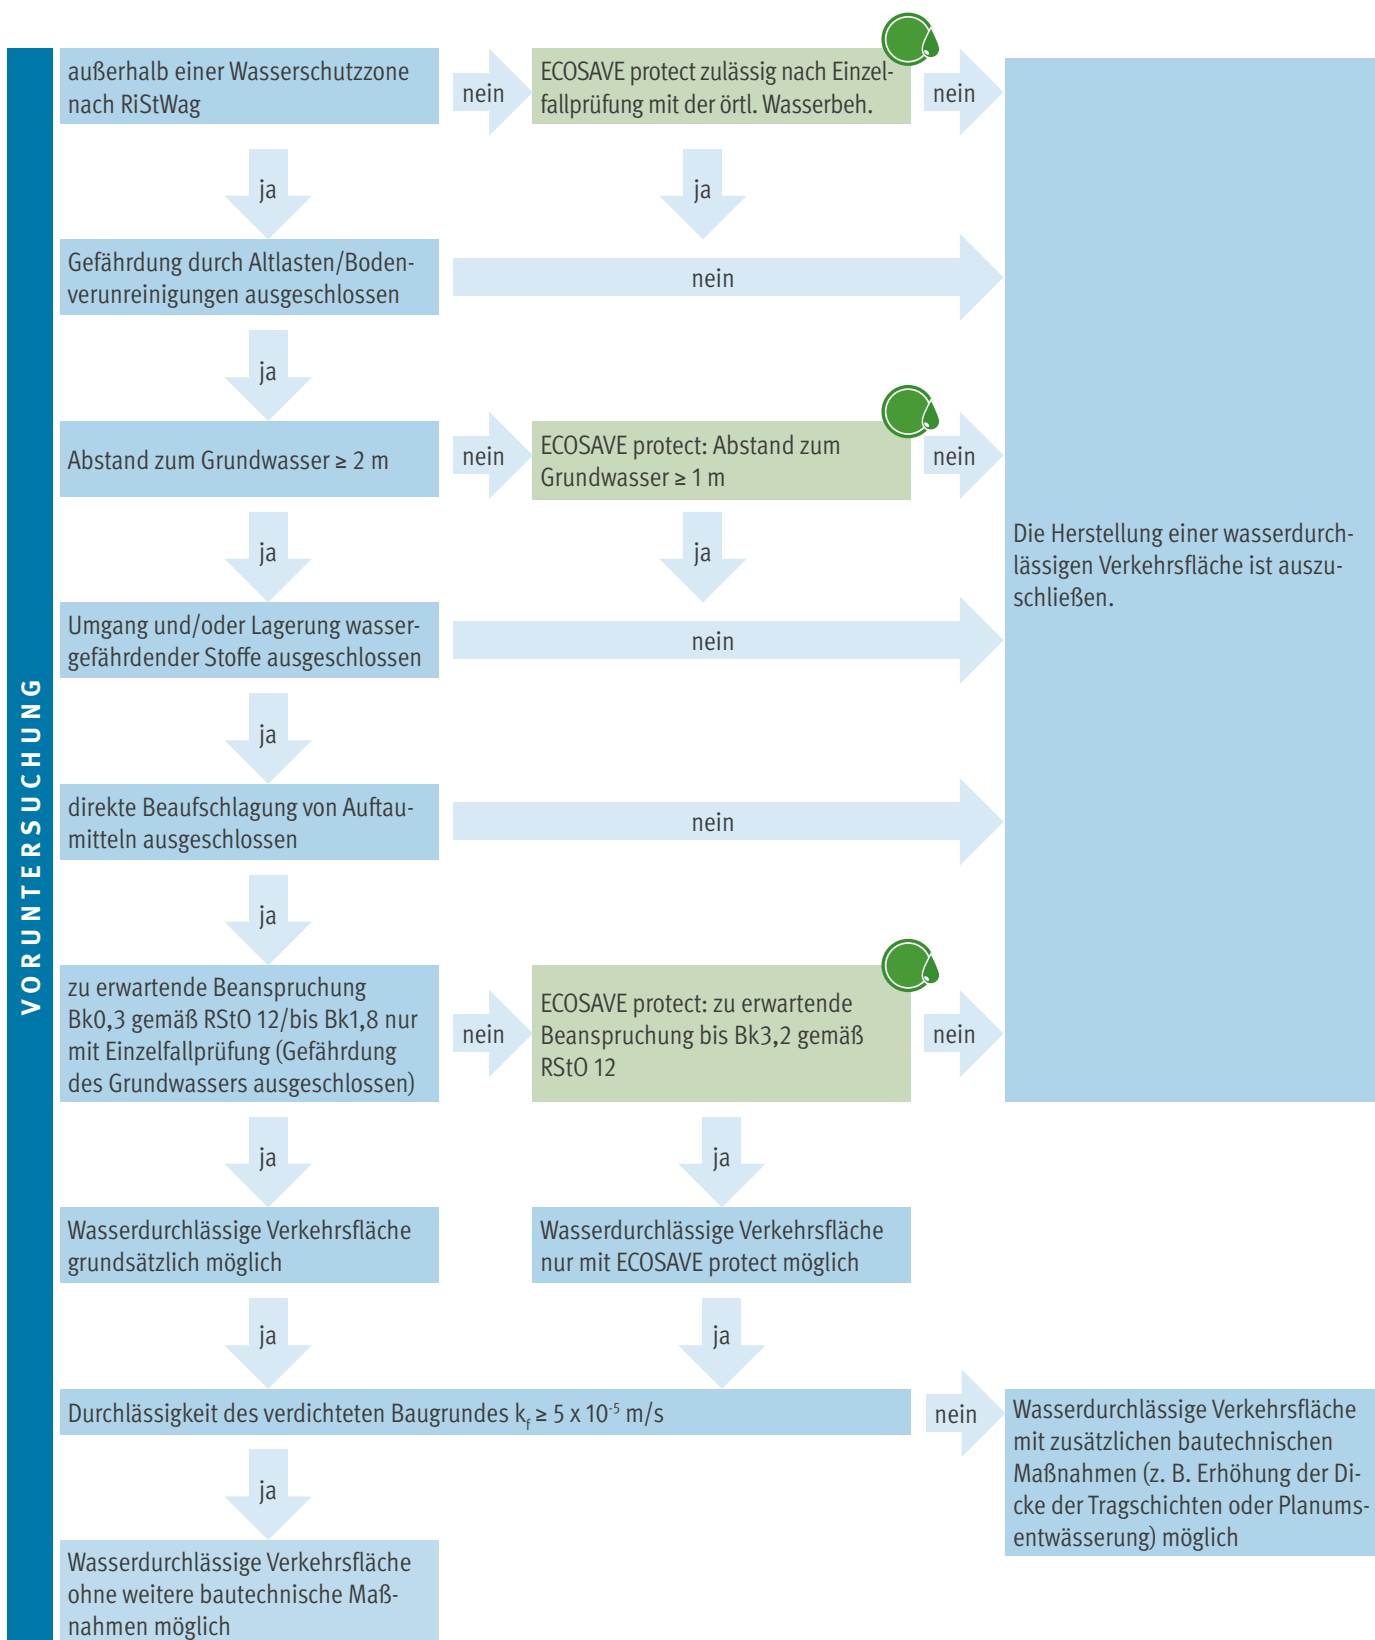 VORUNTERSUCHUNG
außerhalb einer Wasserschutzzone
nach RiStWag
nein
ECOSAVE protect zulässig nach Einzel-
fallprüfung mit der örtl. Wasserbeh.
nein
ja
ja
Gefährdung durch Altlasten/Boden-
verunreinigungen ausgeschlossen
nein
ja
Abstand zum Grundwasser ≥ 2 m
nein
ECOSAVE protect: Abstand zum
Grundwasser ≥ 1 m
nein
Die Herstellung einer wasserdurch-
lässigen Verkehrsfläche ist auszu-
schließen.
ja
ja
Umgang und/oder Lagerung wasser-
gefährdender Stoffe ausgeschlossen
nein
ja
direkte Beaufschlagung von Auftau-
mitteln ausgeschlossen
nein
ja
zu erwartende Beanspruchung
Bk0,3 gemäß RStO 12/bis Bk1,8 nur
mit Einzelfallprüfung (Gefährdung
des Grundwassers ausgeschlossen)
nein
ECOSAVE protect: zu erwartende
Beanspruchung bis Bk3,2 gemäß
RStO 12
nein
ja
ja
Wasserdurchlässige Verkehrsfläche
grundsätzlich möglich
Wasserdurchlässige Verkehrsfläche
nur mit ECOSAVE protect möglich
ja
ja
Durchlässigkeit des verdichteten Baugrundes k_f ≥ 5 x 10⁻⁵ m/s
nein
Wasserdurchlässige Verkehrsfläche
mit zusätzlichen bautechnischen
Maßnahmen (z. B. Erhöhung der Di-
cke der Tragschichten oder Planums-
entwässerung) möglich
ja
Wasserdurchlässige Verkehrsfläche
ohne weitere bautechnische Maß-
nahmen möglich